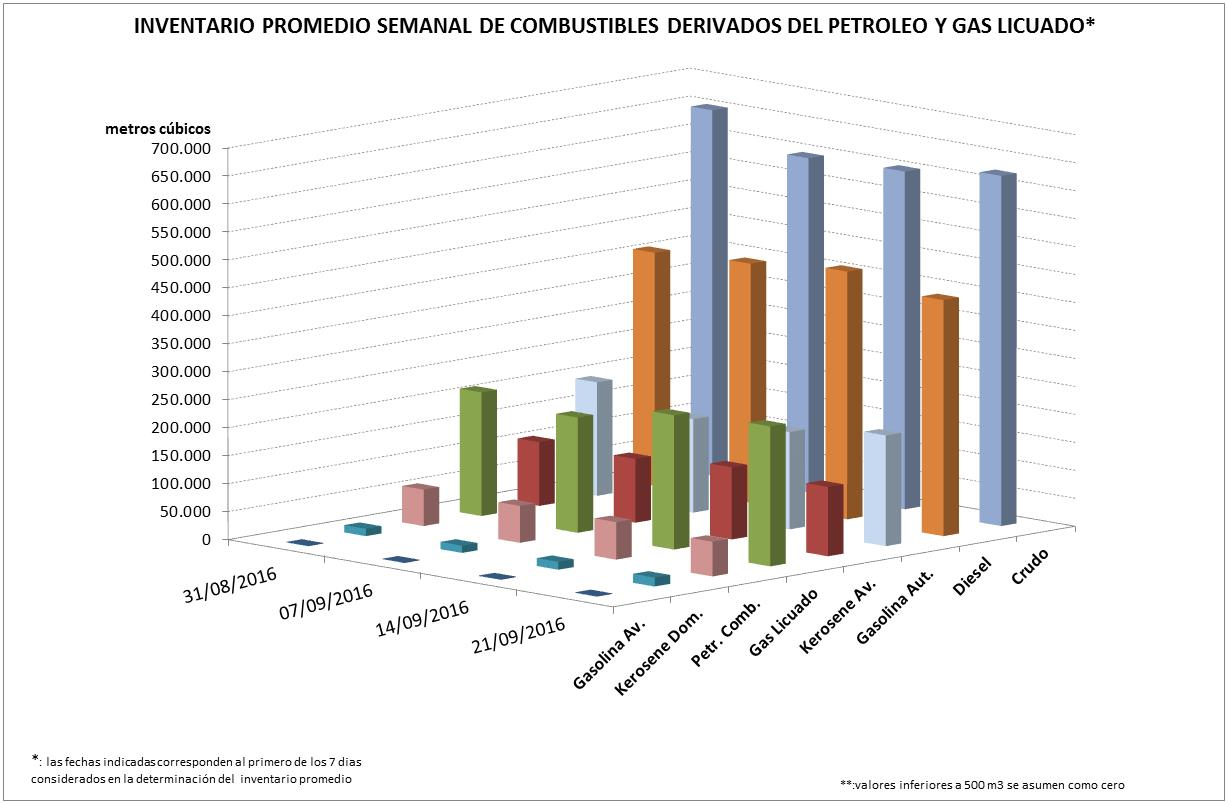 INVENTARIO PROMEDIO SEMANAL DE COMBUSTIBLES DERIVADOS DEL PETROLEO Y GAS LICUADO*
metros cúbicos
700.000
650.000
600.000
550.000
500.000
450.000
400.000
350.000
300.000
250.000
200.000
150.000
100.000
50.000
0
31/08/2016
07/09/2016
14/09/2016
21/09/2016
Gasolina Av.
Kerosene Dom.
Petr. Comb.
Gas Licuado
Kerosene Av.
Gasolina Aut.
Diesel
Crudo
*: las fechas indicadas corresponden al primero de los 7 dias
considerados en la determinación del inventario promedio
**:valores inferiores a 500 m3 se asumen como cero